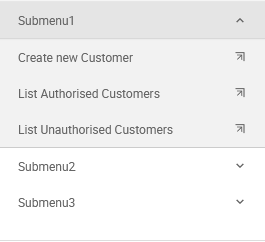 Submenu1
Create new Customer
List Authorised Customers
List Unauthorised Customers
Submenu2
Submenu3